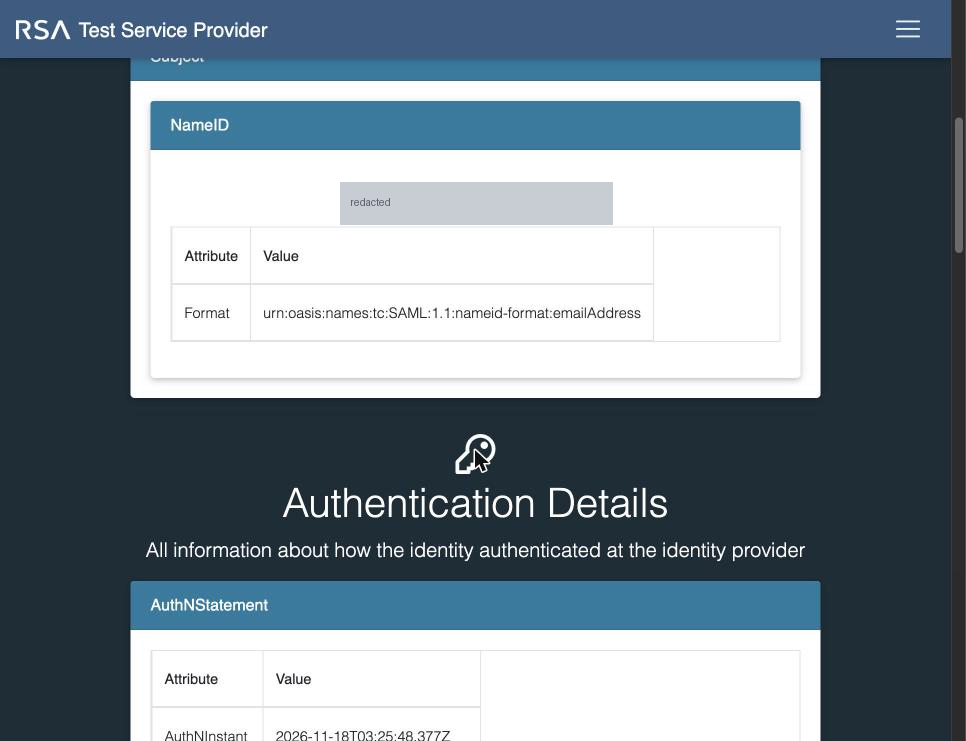 RSA Test Service Provider
Subject
NameID
redacted
Attribute Value
Format urn:oasis:names:tc:SAML:1.1:nameid-format:emailAddress
Authentication Details
All information about how the identity authenticated at the identity provider
AuthNStatement
Attribute Value
AuthNInstant 2026-11-18T03:25:48.377Z